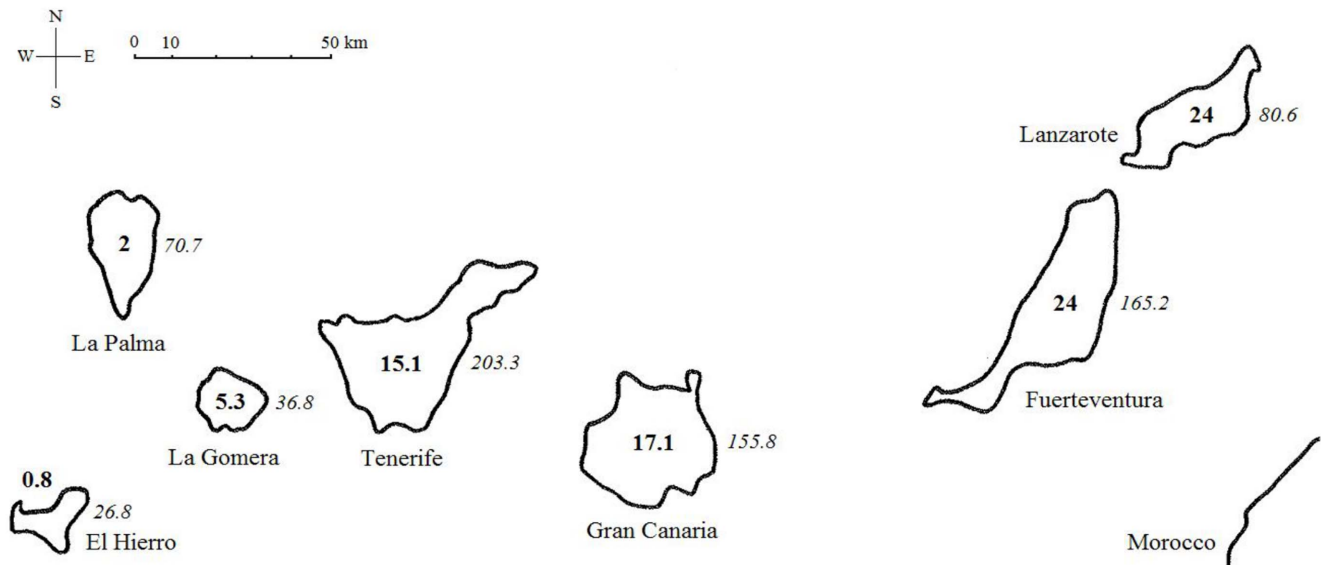 N
W E
S
0 10 50 km
Lanzarote
24
80.6
2
70.7
La Palma
24
165.2
Fuerteventura
15.1
203.3
Tenerife
5.3
36.8
La Gomera
17.1
155.8
Gran Canaria
0.8
26.8
El Hierro
Morocco